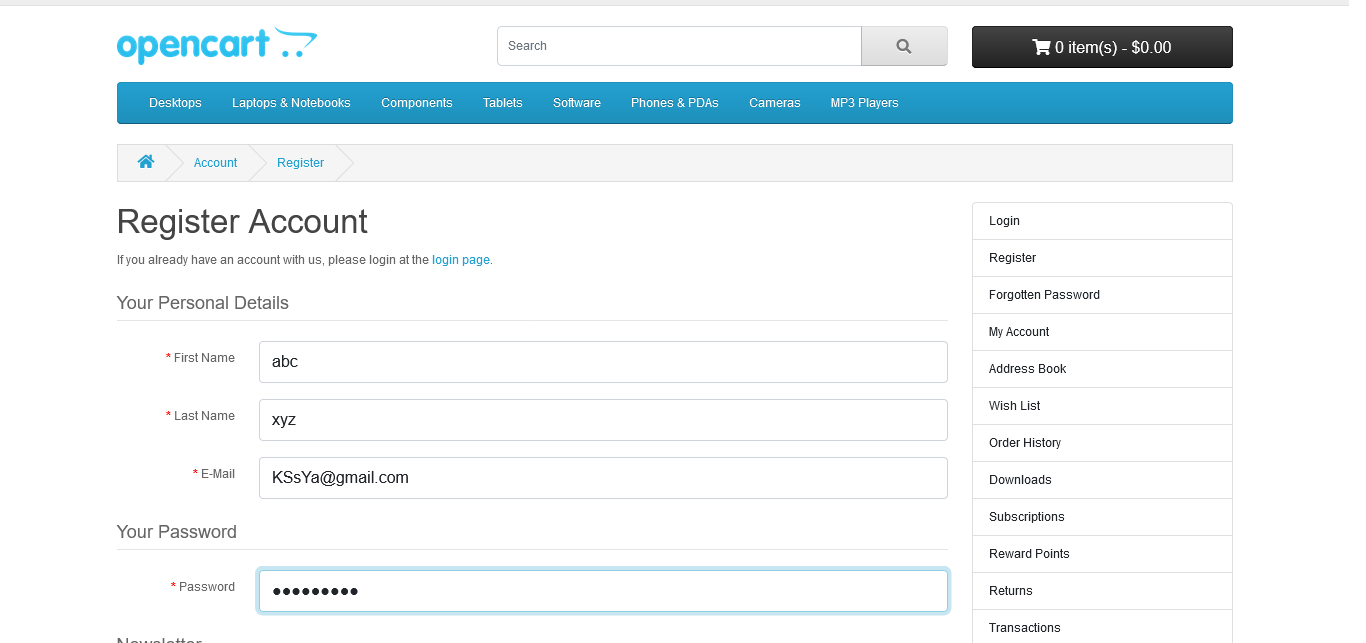 opencart
Search
0 item(s) - $0.00
Desktops Laptops & Notebooks Components Tablets Software Phones & PDAs Cameras MP3 Players
Account Register
Register Account
If you already have an account with us, please login at the login page.
Your Personal Details
* First Name abc
* Last Name xyz
* E-Mail KSsYa@gmail.com
Your Password
* Password •••••••••
Newsletter
Login
Register
Forgotten Password
My Account
Address Book
Wish List
Order History
Downloads
Subscriptions
Reward Points
Returns
Transactions